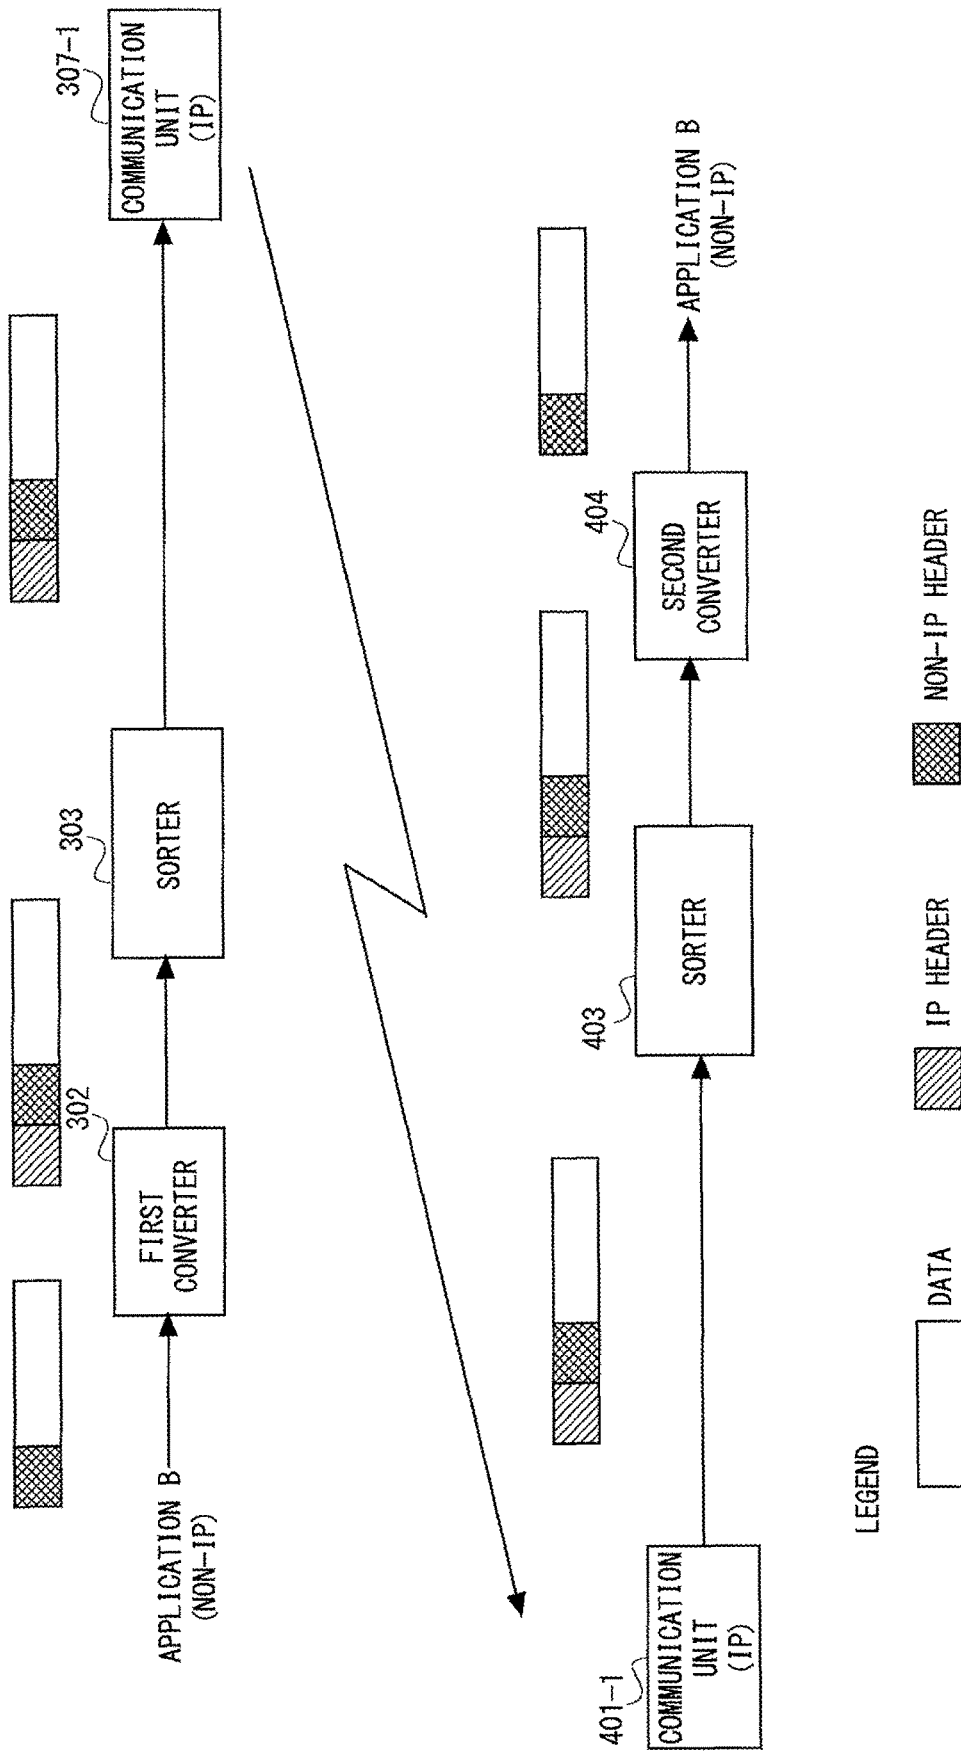 APPLICATION B
(NON-IP)
FIRST
CONVERTER
302
SORTER
303
COMMUNICATION
UNIT
(IP)
307-1
COMMUNICATION
UNIT
(IP)
401-1
SORTER
403
SECOND
CONVERTER
404
APPLICATION B
(NON-IP)
LEGEND
DATA
IP HEADER
NON-IP HEADER